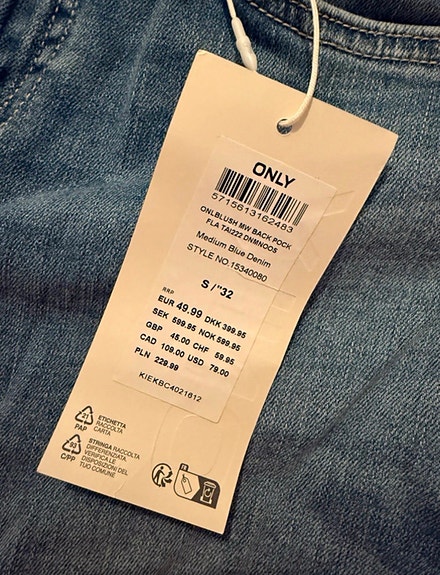 ONLY
5715613162483
ONLBLUSH MW BACK POCK
FLA TAI222 DNMNOOS
Medium Blue Denim
STYLE NO.15340080
S /"32
RRP
EUR 49.99 DKK 399.95
SEK 599.95 NOK 599.95
GBP 45.00 CHF 59.95
CAD 109.00 USD 79.00
PLN 229.99
KIEKBC4021612
21
PAP
ETICHETTA
RACCOLTA
CARTA
93
C/PP
STRINGA RACCOLTA
DIFFERENZIATA.
VERIFICA LE
DISPOSIZIONI DEL
TUO COMUNE